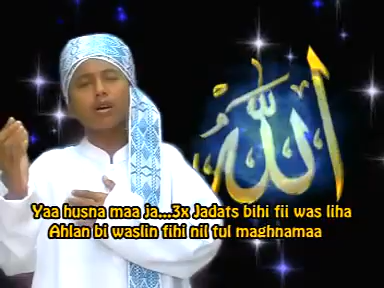 الله
Yaa husna maa ja...3x Jadats bihi fii was liha
Ahlan bi waslin fihi nil tul maghnamaa